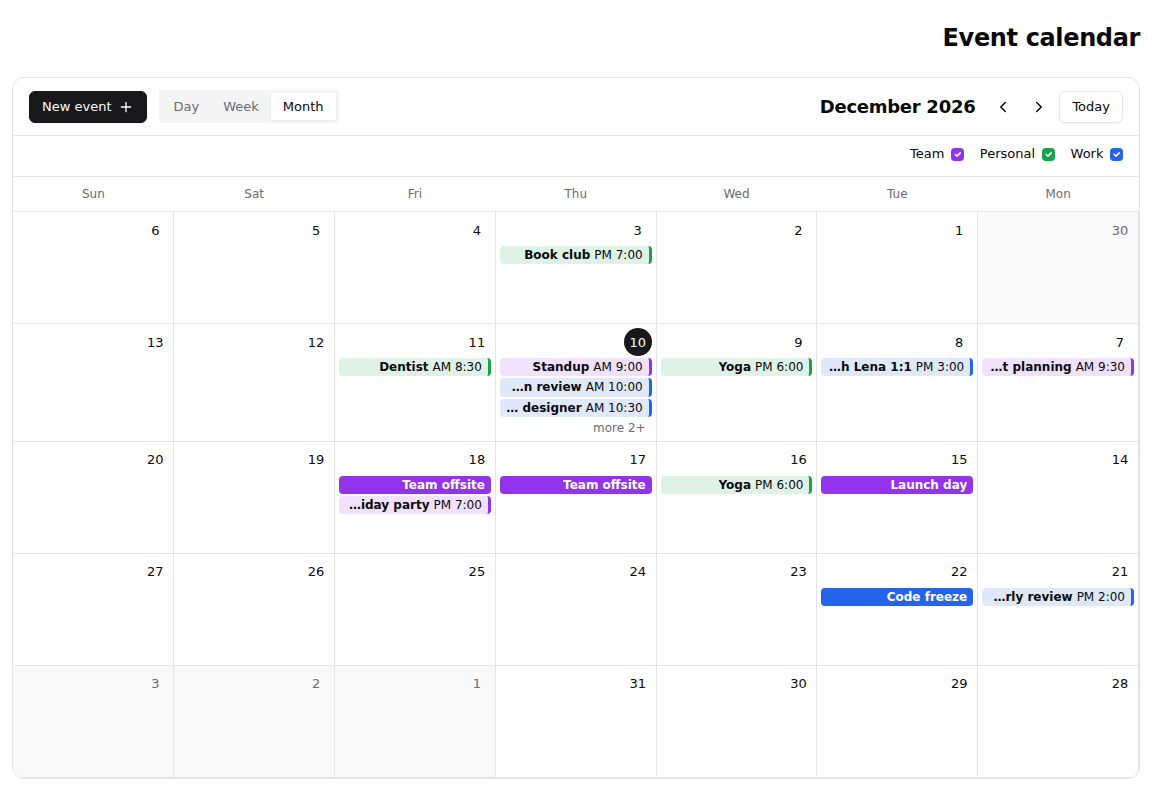 Event calendar
New event
Day Week Month
December 2026
Today
Team Personal Work
Sun Sat Fri Thu Wed Tue Mon
6 5 4 3 2 1 30
Book club PM 7:00
13 12 11 10 9 8 7
Dentist AM 8:30
Standup AM 9:00
Yoga PM 6:00
...h Lena 1:1 PM 3:00
...t planning AM 9:30
...n review AM 10:00
... designer AM 10:30
more 2+
20 19 18 17 16 15 14
Team offsite
Team offsite
Yoga PM 6:00
Launch day
...iday party PM 7:00
27 26 25 24 23 22 21
Code freeze
...rly review PM 2:00
3 2 1 31 30 29 28